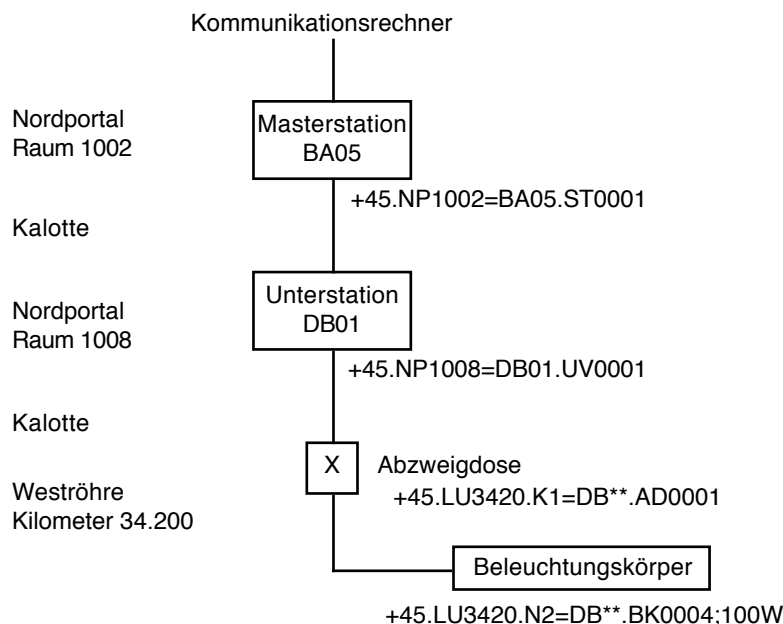 Kommunikationsrechner
Nordportal
Raum 1002
Masterstation
BA05
+45.NP1002=BA05.ST0001
Kalotte
Nordportal
Raum 1008
Unterstation
DB01
+45.NP1008=DB01.UV0001
Kalotte
X Abzweigdose
+45.LU3420.K1=DB**.AD0001
Weströhre
Kilometer 34.200
Beleuchtungskörper
+45.LU3420.N2=DB**.BK0004;100W